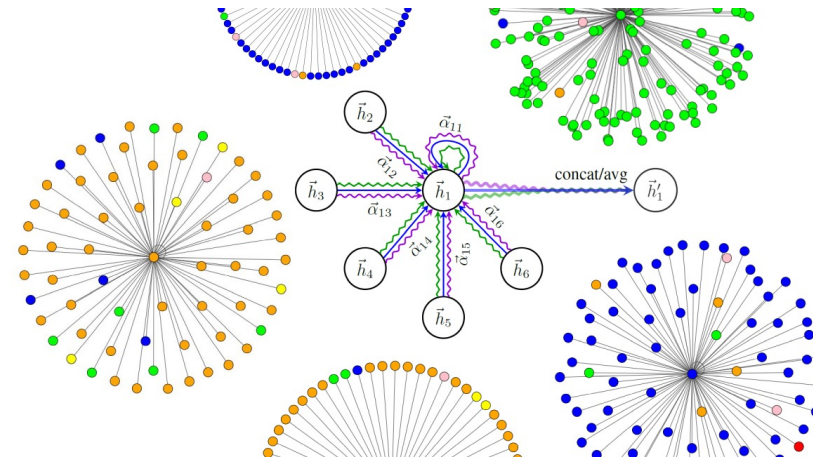 h⃗₂
α⃗₁₁
α⃗₁₂
concat/avg
h⃗₃
h⃗₁
h⃗′₁
α⃗₁₃
α⃗₁₆
α⃗₁₄
α⃗₁₅
h⃗₄
h⃗₆
h⃗₅